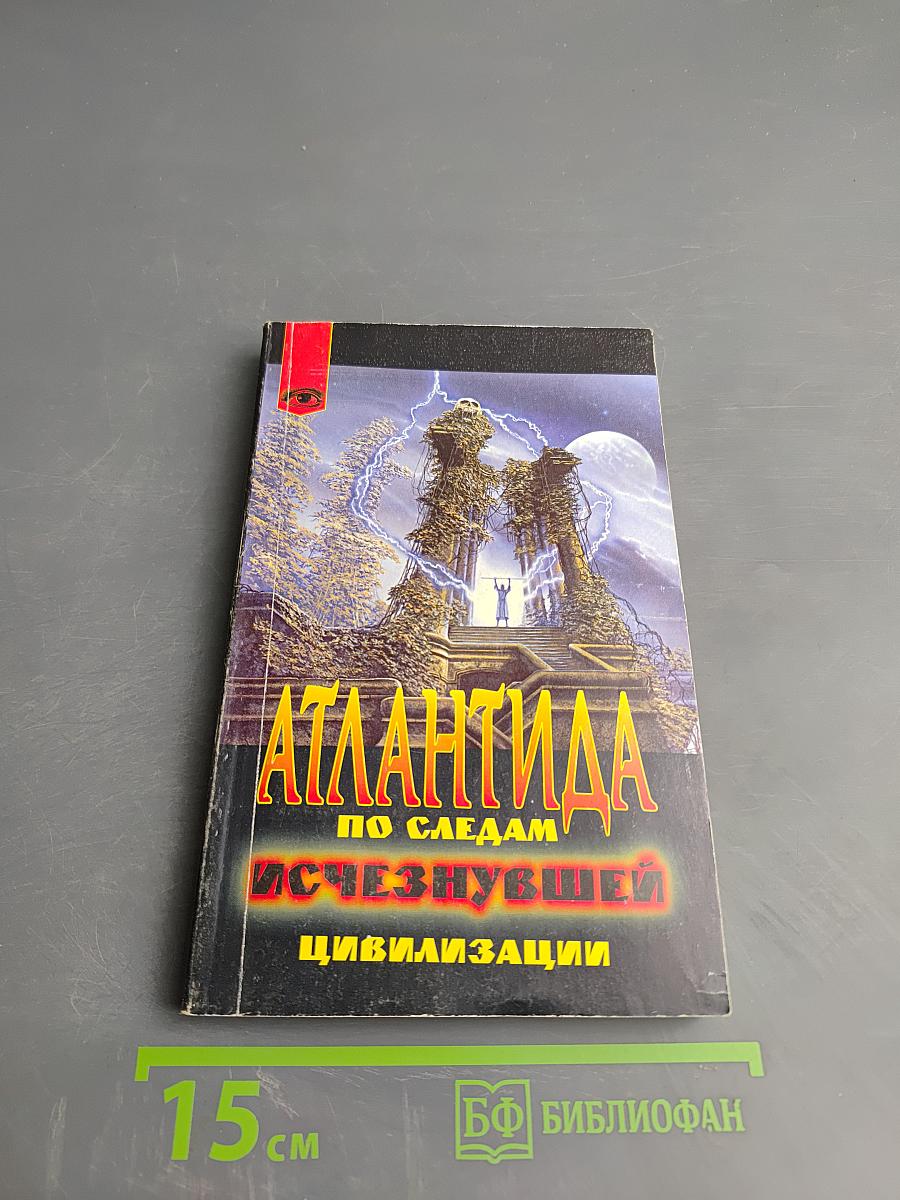 АТЛАНТИДА
ПО СЛЕДАМ
ИСЧЕЗНУВШЕЙ
ЦИВИЛИЗАЦИИ
15 см
БФ БИБЛИОФАН